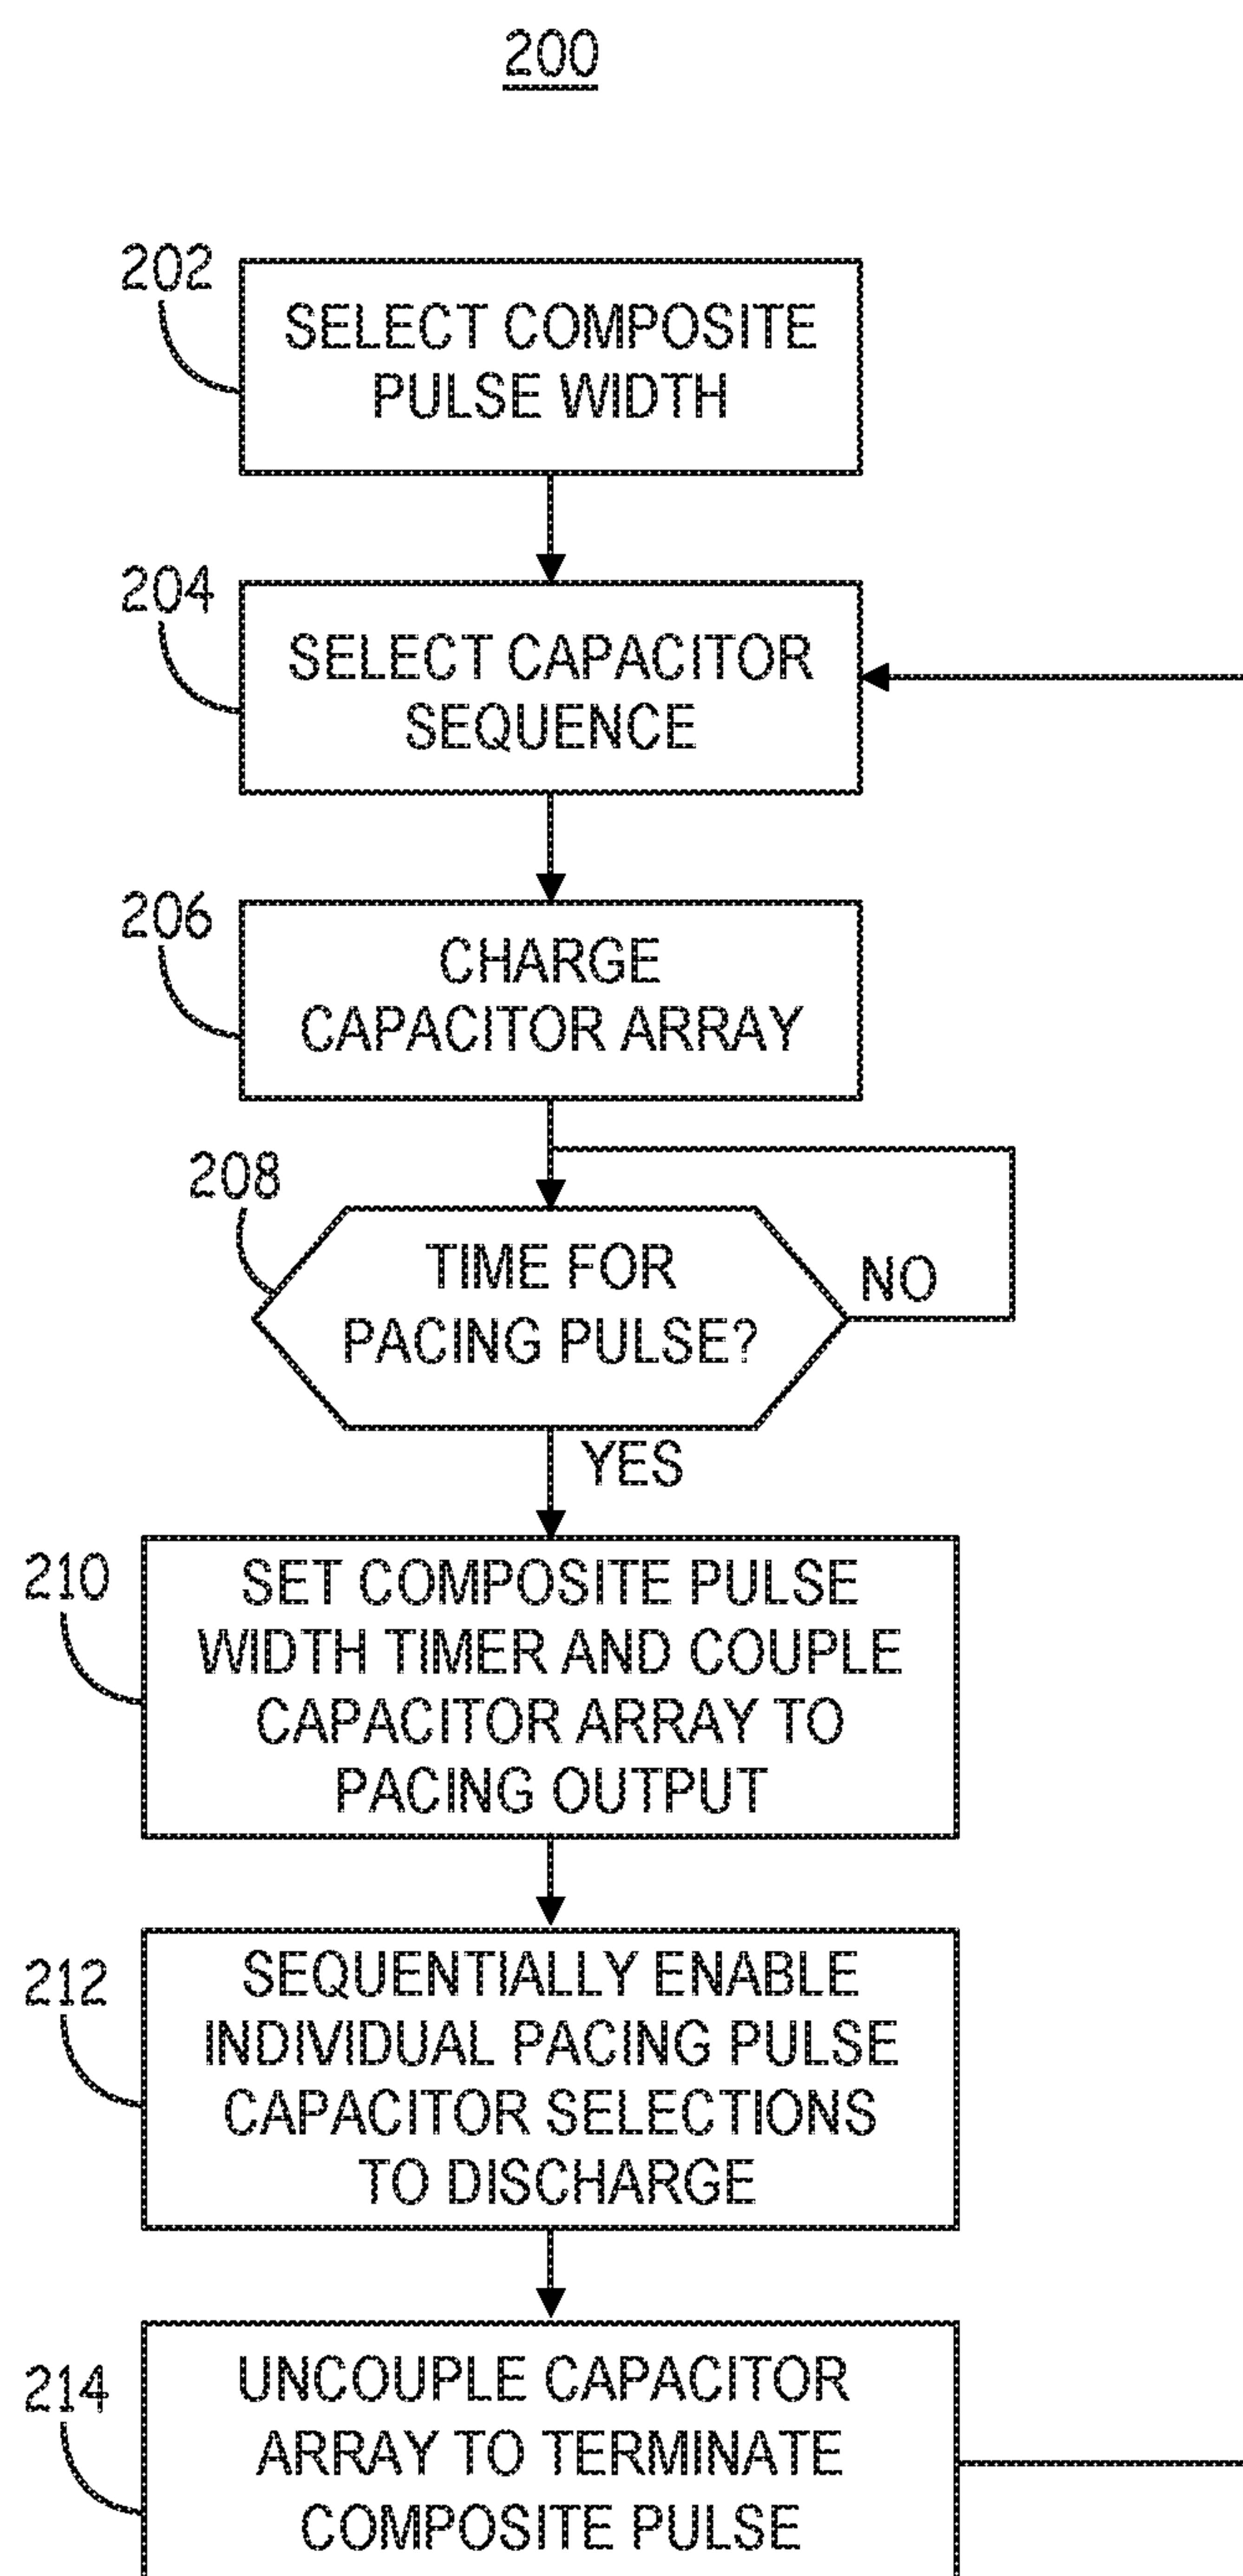 200
202
SELECT COMPOSITE
PULSE WIDTH
204
SELECT CAPACITOR
SEQUENCE
206
CHARGE
CAPACITOR ARRAY
208
TIME FOR
PACING PULSE?
NO
YES
210
SET COMPOSITE PULSE
WIDTH TIMER AND COUPLE
CAPACITOR ARRAY TO
PACING OUTPUT
212
SEQUENTIALLY ENABLE
INDIVIDUAL PACING PULSE
CAPACITOR SELECTIONS
TO DISCHARGE
214
UNCOUPLE CAPACITOR
ARRAY TO TERMINATE
COMPOSITE PULSE